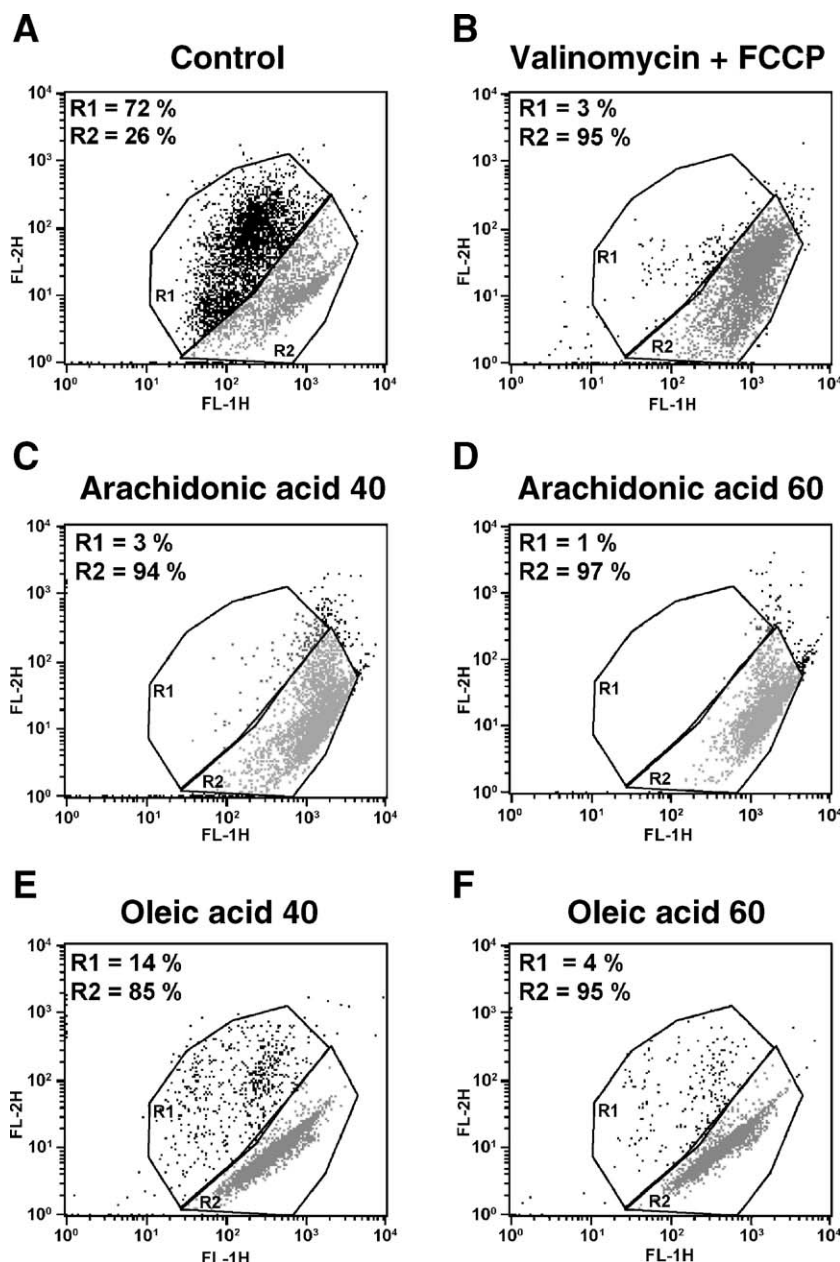 A
Control
R1 = 72 %
R2 = 26 %
10⁴
10³
10²
10¹
10⁰
FL-2H
R1
R2
10⁰ 10¹ 10² 10³ 10⁴
FL-1H
B
Valinomycin + FCCP
R1 = 3 %
R2 = 95 %
10⁴
10³
10²
10¹
10⁰
FL-2H
R1
R2
10⁰ 10¹ 10² 10³ 10⁴
FL-1H
C
Arachidonic acid 40
R1 = 3 %
R2 = 94 %
10⁴
10³
10²
10¹
10⁰
FL-2H
R1
R2
10⁰ 10¹ 10² 10³ 10⁴
FL-1H
D
Arachidonic acid 60
R1 = 1 %
R2 = 97 %
10⁴
10³
10²
10¹
10⁰
FL-2H
R1
R2
10⁰ 10¹ 10² 10³ 10⁴
FL-1H
E
Oleic acid 40
R1 = 14 %
R2 = 85 %
10⁴
10³
10²
10¹
10⁰
FL-2H
R1
R2
10⁰ 10¹ 10² 10³ 10⁴
FL-1H
F
Oleic acid 60
R1 = 4 %
R2 = 95 %
10⁴
10³
10²
10¹
10⁰
FL-2H
R1
R2
10⁰ 10¹ 10² 10³ 10⁴
FL-1H